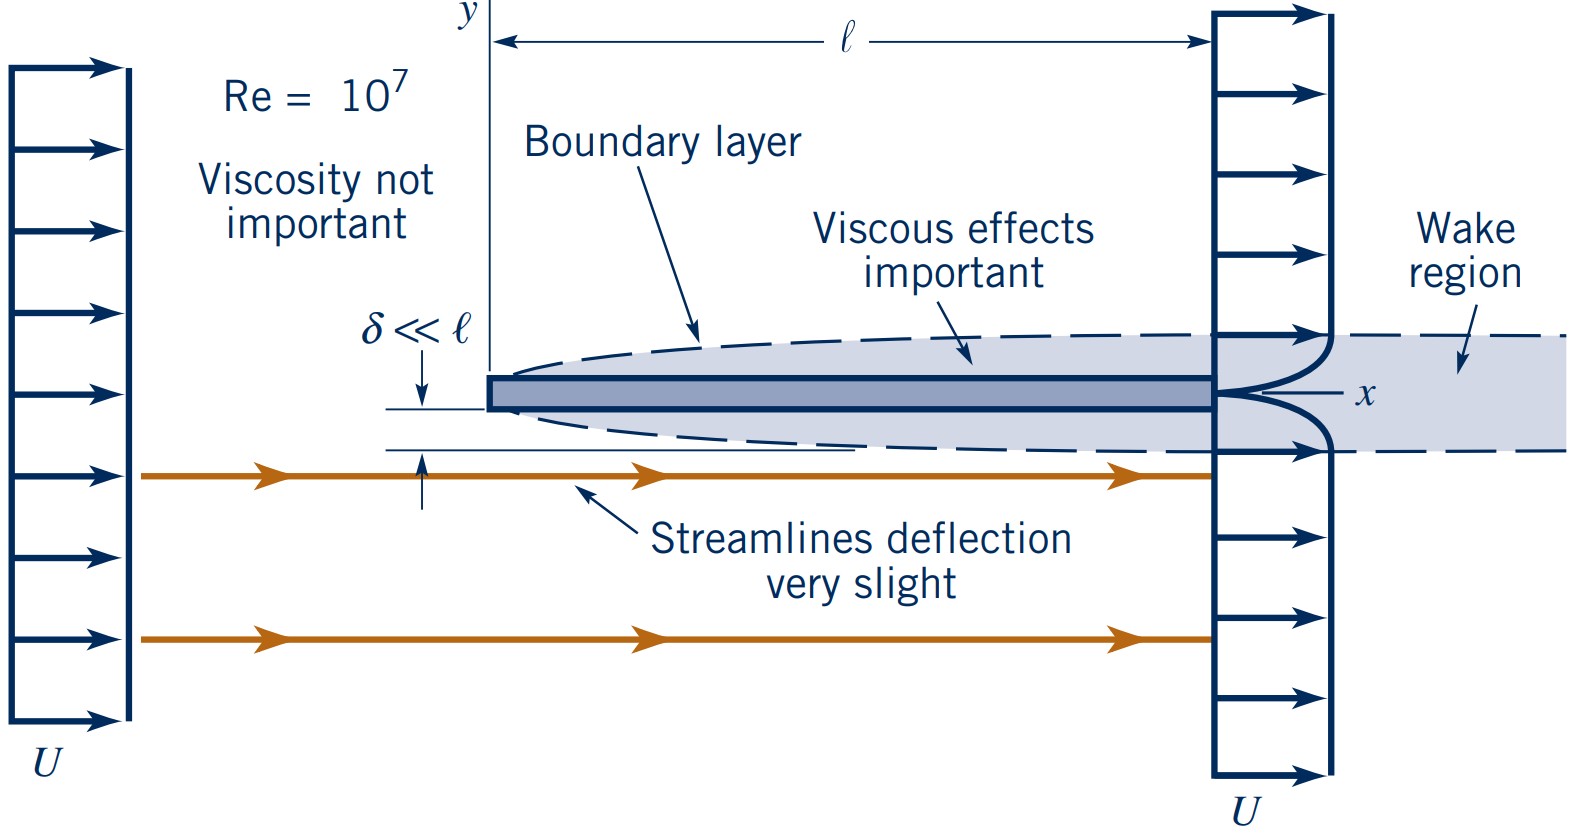 y
ℓ
Re = 10⁷
Boundary layer
Viscosity not
important
Viscous effects
important
Wake
region
δ ≪ ℓ
x
Streamlines deflection
very slight
U
U